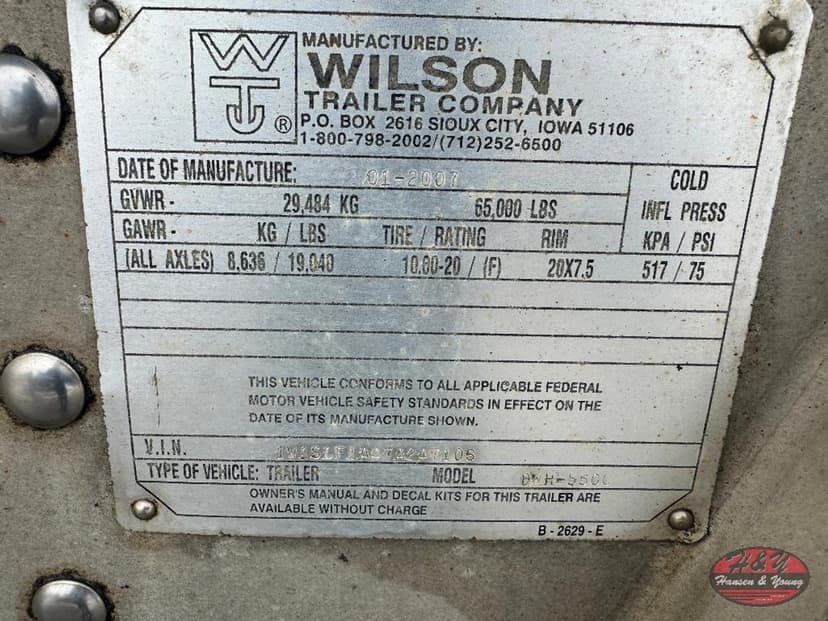 WTJ ®
MANUFACTURED BY:
WILSON
TRAILER COMPANY
P.O. BOX 2616 SIOUX CITY, IOWA 51106
1-800-798-2002/(712)252-6500
DATE OF MANUFACTURE: 01-2007
COLD
GVWR - 29,484 KG 65,000 LBS INFL PRESS
GAWR - KG / LBS TIRE / RATING RIM KPA / PSI
(ALL AXLES) 8,636 / 19,040 10.00-20 / (F) 20X7.5 517 / 75
THIS VEHICLE CONFORMS TO ALL APPLICABLE FEDERAL
MOTOR VEHICLE SAFETY STANDARDS IN EFFECT ON THE
DATE OF ITS MANUFACTURE SHOWN.
V.I.N.
TYPE OF VEHICLE: TRAILER MODEL
OWNER'S MANUAL AND DECAL KITS FOR THIS TRAILER ARE
AVAILABLE WITHOUT CHARGE
B - 2629 - E
H&Y
Hansen & Young